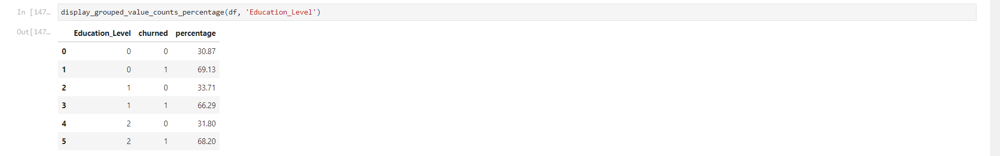 In [147… display_grouped_value_counts_percentage(df, 'Education_Level')
Out[147…
Education_Level churned percentage
0 0 0 30.87
1 0 1 69.13
2 1 0 33.71
3 1 1 66.29
4 2 0 31.80
5 2 1 68.20